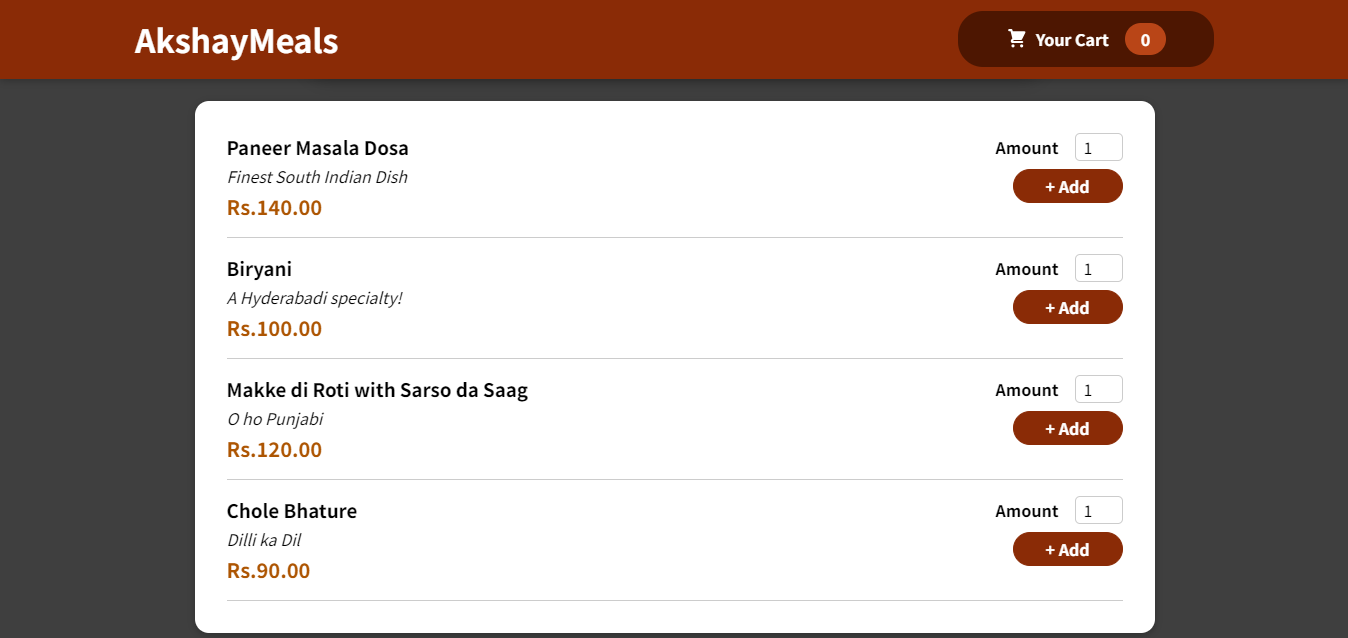 AkshayMeals
Your Cart 0
Paneer Masala Dosa
Amount 1
Finest South Indian Dish
+ Add
Rs.140.00
Biryani
Amount 1
A Hyderabadi specialty!
+ Add
Rs.100.00
Makke di Roti with Sarso da Saag
Amount 1
O ho Punjabi
+ Add
Rs.120.00
Chole Bhature
Amount 1
Dilli ka Dil
+ Add
Rs.90.00